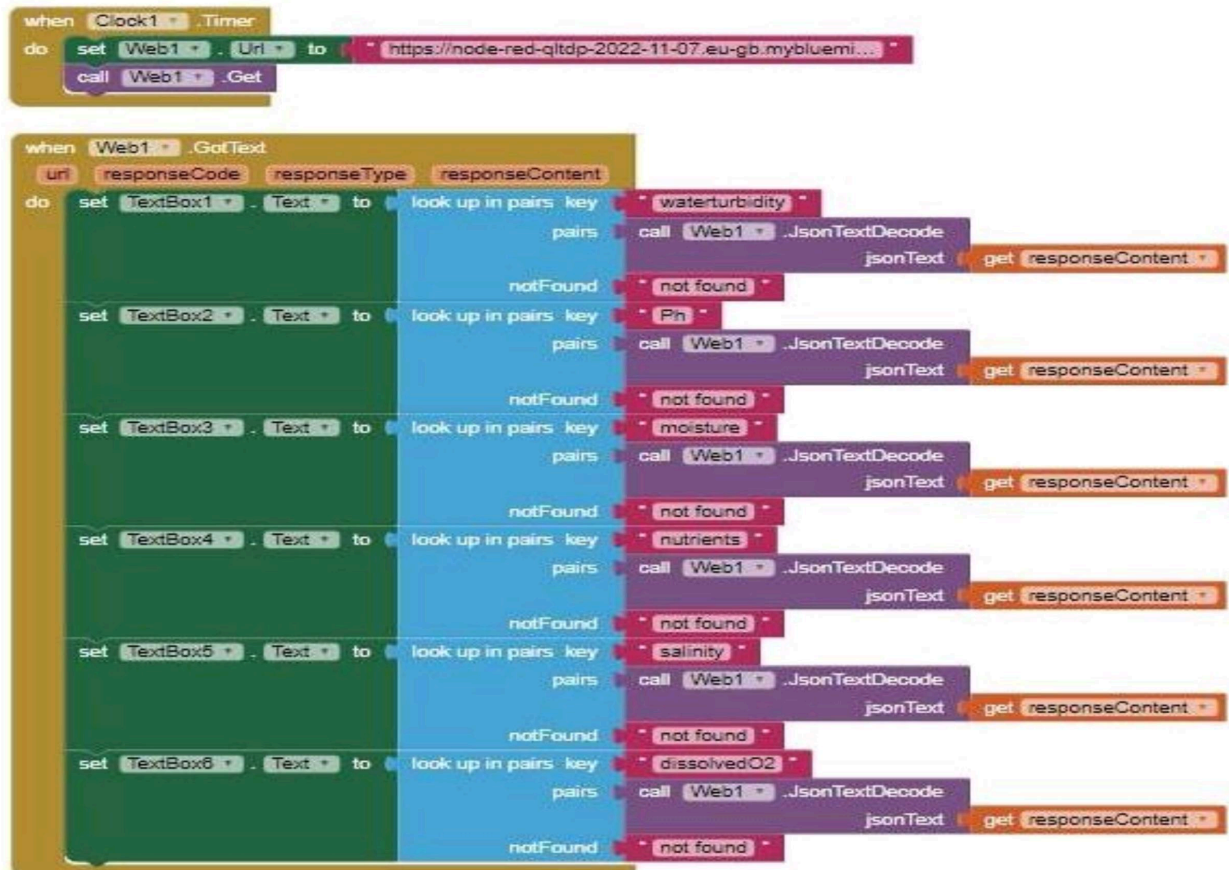 when Clock1 .Timer
do set Web1 . Url to " https://node-red-qltdp-2022-11-07.eu-gb.mybluemi... "
call Web1 .Get
when Web1 .GotText
url responseCode responseType responseContent
do set TextBox1 . Text to look up in pairs key " waterturbidity "
pairs call Web1 .JsonTextDecode
jsonText get responseContent
notFound " not found "
set TextBox2 . Text to look up in pairs key " Ph "
pairs call Web1 .JsonTextDecode
jsonText get responseContent
notFound " not found "
set TextBox3 . Text to look up in pairs key " moisture "
pairs call Web1 .JsonTextDecode
jsonText get responseContent
notFound " not found "
set TextBox4 . Text to look up in pairs key " nutrients "
pairs call Web1 .JsonTextDecode
jsonText get responseContent
notFound " not found "
set TextBox5 . Text to look up in pairs key " salinity "
pairs call Web1 .JsonTextDecode
jsonText get responseContent
notFound " not found "
set TextBox6 . Text to look up in pairs key " dissolvedO2 "
pairs call Web1 .JsonTextDecode
jsonText get responseContent
notFound " not found "